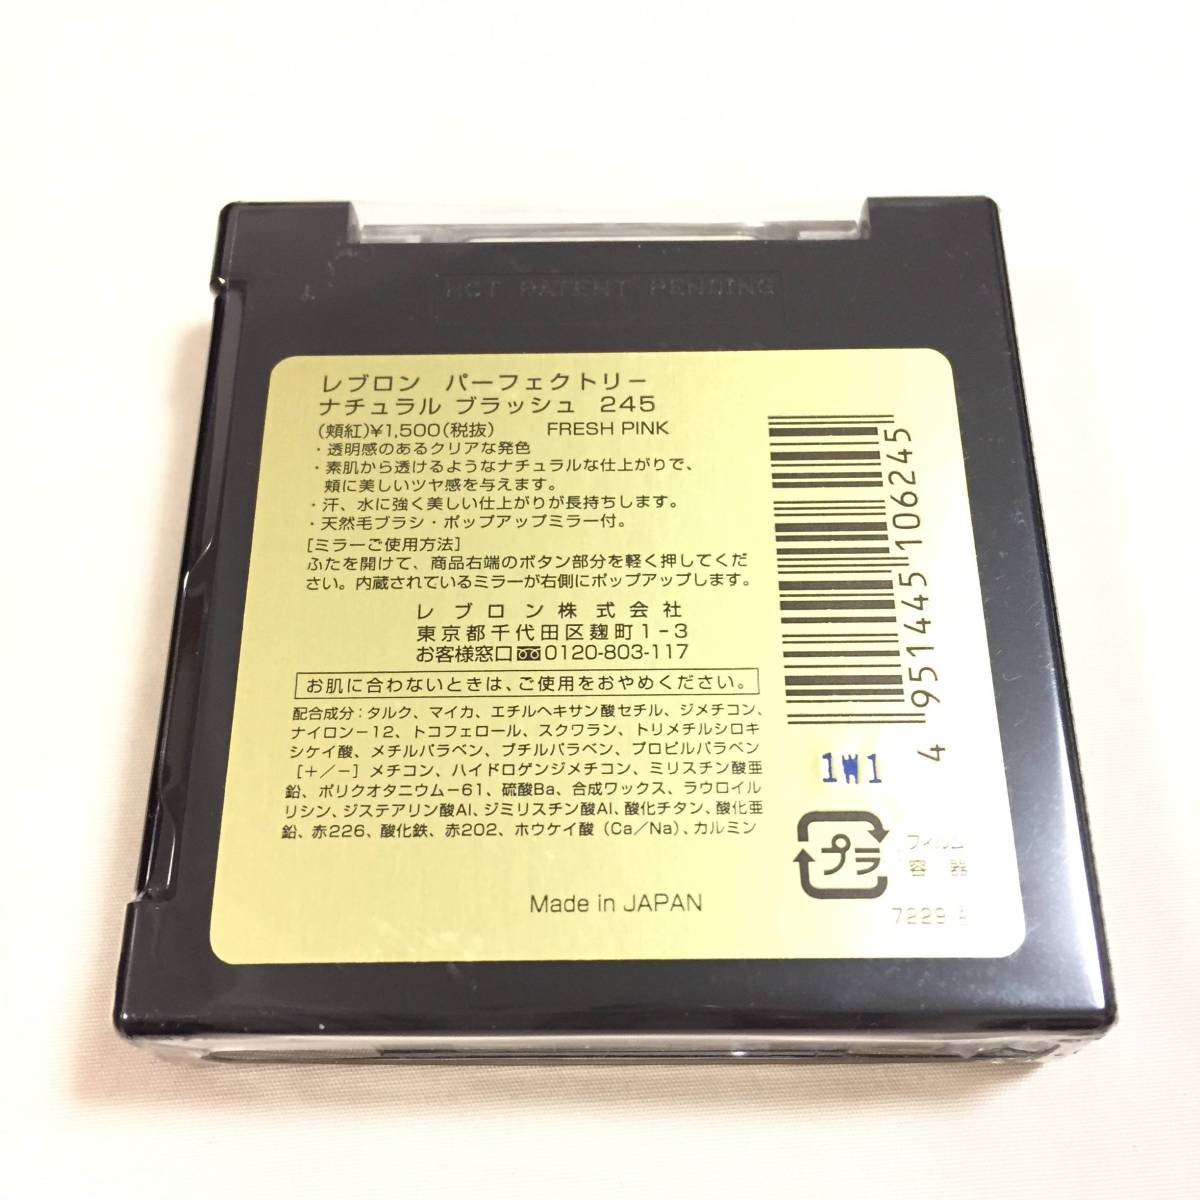 HCT PATENT PENDING
レブロン パーフェクトリー
ナチュラル ブラッシュ 245
(頬紅)¥1,500(税抜) FRESH PINK
・透明感のあるクリアな発色
・素肌から透けるようなナチュラルな仕上がりで、
頬に美しいツヤ感を与えます。
・汗、水に強く美しい仕上がりが長持ちします。
・天然毛ブラシ・ポップアップミラー付。
[ミラーご使用方法]
ふたを開けて、商品右端のボタン部分を軽く押してくだ
さい。内蔵されているミラーが右側にポップアップします。
レブロン株式会社
東京都千代田区麹町1-3
お客様窓口 0120-803-117
お肌に合わないときは、ご使用をおやめください。
配合成分:タルク、マイカ、エチルヘキサン酸セチル、ジメチコン、
ナイロン-12、トコフェロール、スクワラン、トリメチルシロキ
シケイ酸、メチルパラベン、ブチルパラベン、プロピルパラベン
[+/-]メチコン、ハイドロゲンジメチコン、ミリスチン酸亜
鉛、ポリクオタニウム-61、硫酸Ba、合成ワックス、ラウロイル
リシン、ジステアリン酸Al、ジミリスチン酸Al、酸化チタン、酸化亜
鉛、赤226、酸化鉄、赤202、ホウケイ酸(Ca/Na)、カルミン
Made in JAPAN
4 951445 106245
1W1
プラ
フィルム
容器
7229